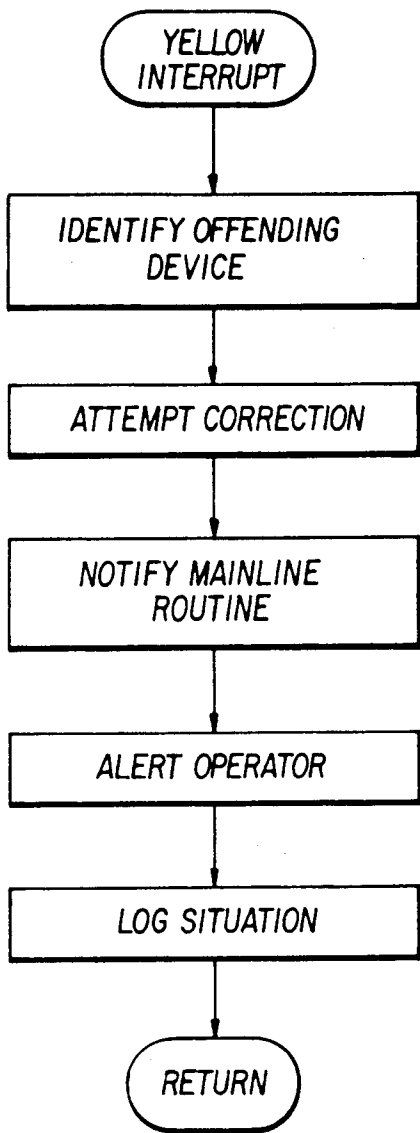 YELLOW
INTERRUPT
IDENTIFY OFFENDING
DEVICE
ATTEMPT CORRECTION
NOTIFY MAINLINE
ROUTINE
ALERT OPERATOR
LOG SITUATION
RETURN